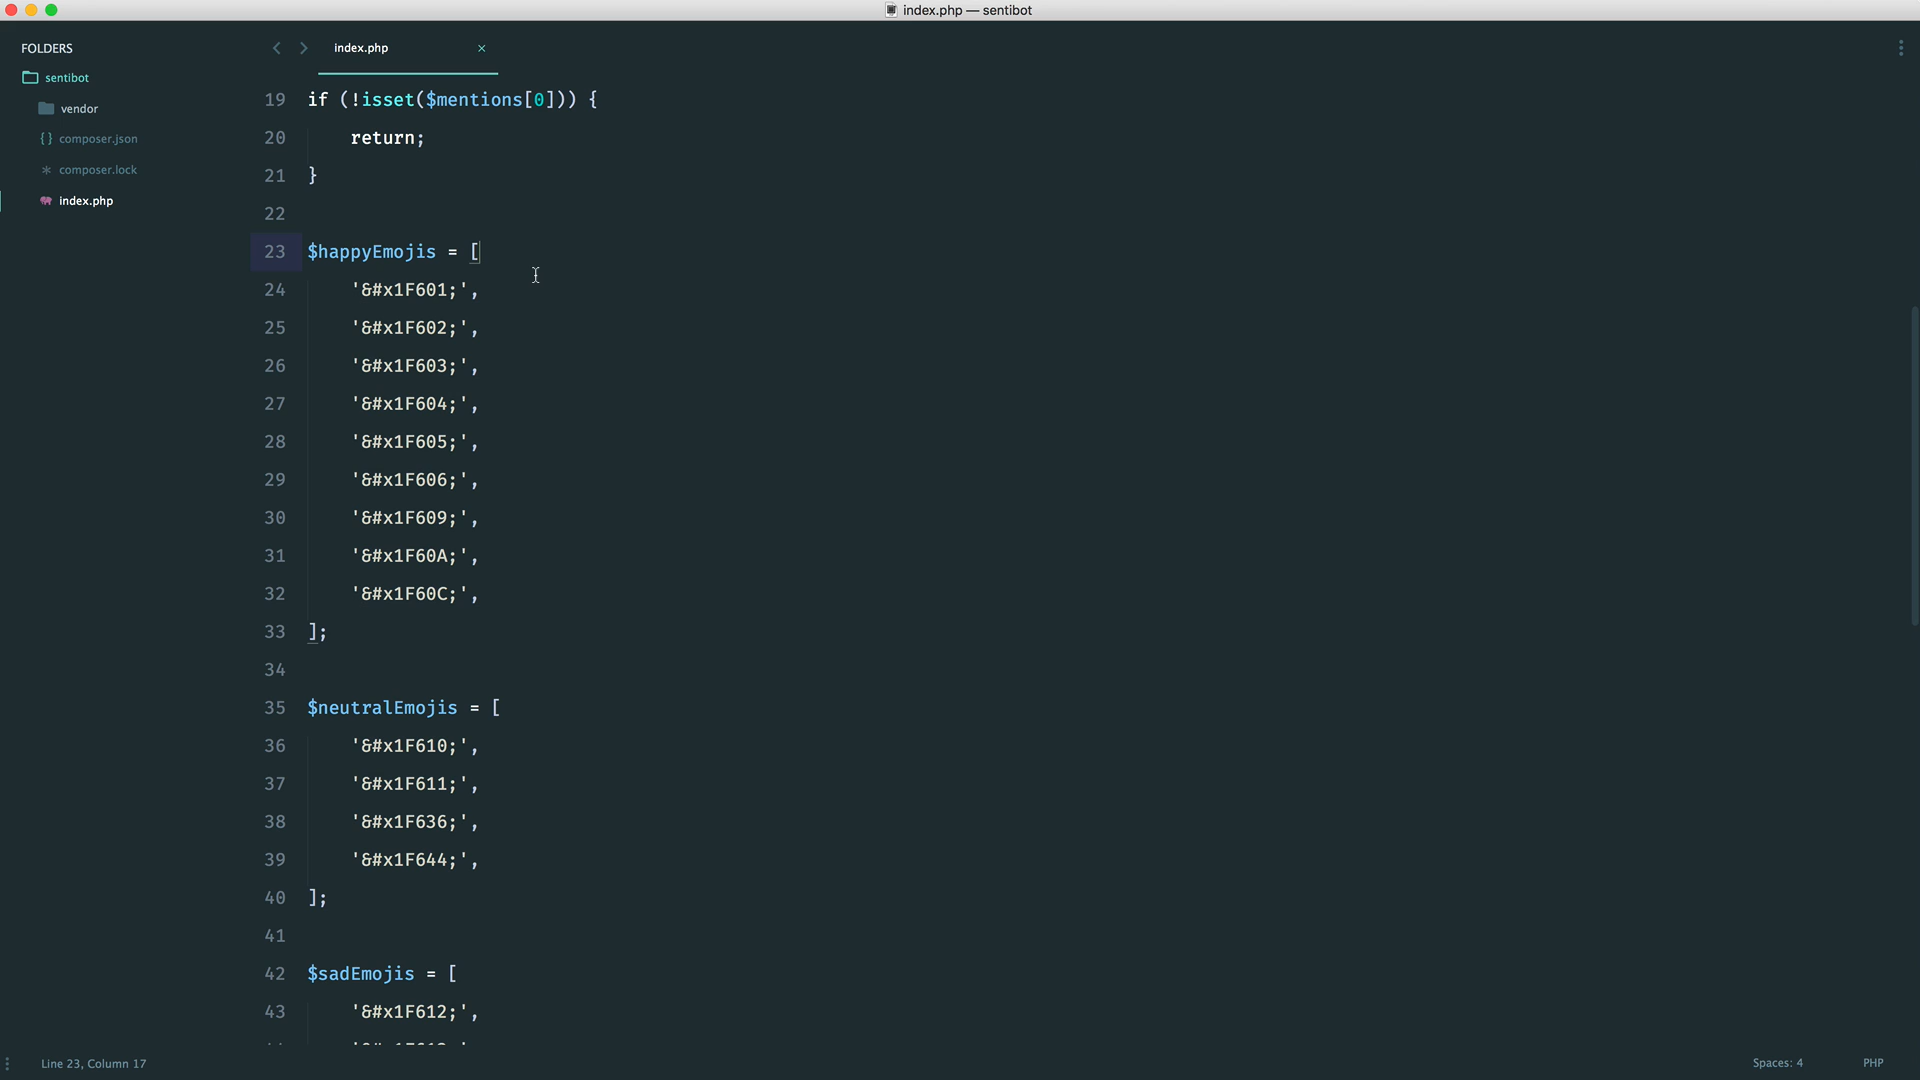 index.php — sentibot
FOLDERS
sentibot
vendor
{} composer.json
* composer.lock
index.php
index.php ×
19 if (!isset($mentions[0])) {
20     return;
21 }
22
23 $happyEmojis = [
24     '&#x1F601;',
25     '&#x1F602;',
26     '&#x1F603;',
27     '&#x1F604;',
28     '&#x1F605;',
29     '&#x1F606;',
30     '&#x1F609;',
31     '&#x1F60A;',
32     '&#x1F60C;',
33 ];
34
35 $neutralEmojis = [
36     '&#x1F610;',
37     '&#x1F611;',
38     '&#x1F636;',
39     '&#x1F644;',
40 ];
41
42 $sadEmojis = [
43     '&#x1F612;',
Line 23, Column 17
Spaces: 4
PHP